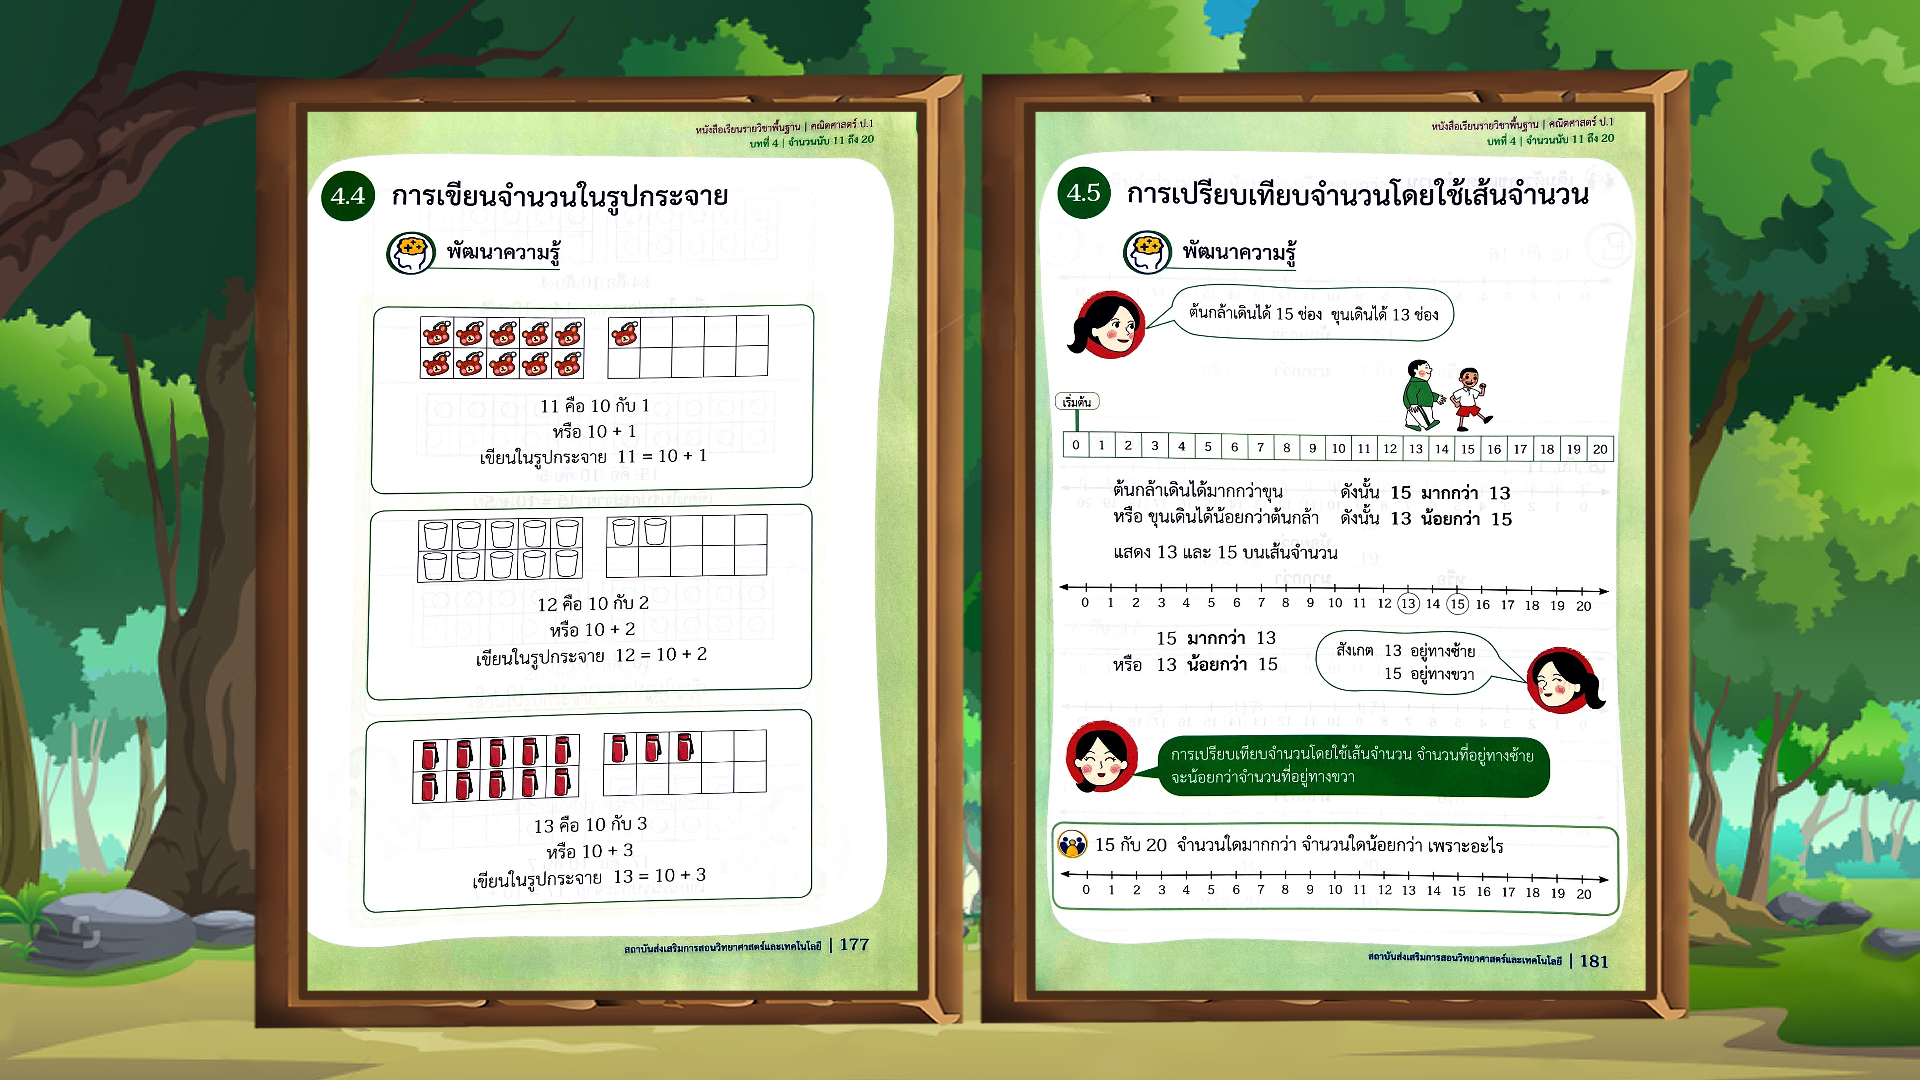 หนังสือเรียนรายวิชาพื้นฐาน | คณิตศาสตร์ ป.1
บทที่ 4 | จำนวนนับ 11 ถึง 20
4.4 การเขียนจำนวนในรูปกระจาย
พัฒนาความรู้
11 คือ 10 กับ 1
หรือ 10 + 1
เขียนในรูปกระจาย 11 = 10 + 1
12 คือ 10 กับ 2
หรือ 10 + 2
เขียนในรูปกระจาย 12 = 10 + 2
13 คือ 10 กับ 3
หรือ 10 + 3
เขียนในรูปกระจาย 13 = 10 + 3
สถาบันส่งเสริมการสอนวิทยาศาสตร์และเทคโนโลยี | 177
หนังสือเรียนรายวิชาพื้นฐาน | คณิตศาสตร์ ป.1
บทที่ 4 | จำนวนนับ 11 ถึง 20
4.5 การเปรียบเทียบจำนวนโดยใช้เส้นจำนวน
พัฒนาความรู้
ต้นกล้าเดินได้ 15 ช่อง ขุนเดินได้ 13 ช่อง
เริ่มต้น
0 1 2 3 4 5 6 7 8 9 10 11 12 13 14 15 16 17 18 19 20
ต้นกล้าเดินได้มากกว่าขุน ดังนั้น 15 มากกว่า 13
หรือ ขุนเดินได้น้อยกว่าต้นกล้า ดังนั้น 13 น้อยกว่า 15
แสดง 13 และ 15 บนเส้นจำนวน
0 1 2 3 4 5 6 7 8 9 10 11 12 13 14 15 16 17 18 19 20
15 มากกว่า 13
หรือ 13 น้อยกว่า 15
สังเกต 13 อยู่ทางซ้าย
15 อยู่ทางขวา
การเปรียบเทียบจำนวนโดยใช้เส้นจำนวน จำนวนที่อยู่ทางซ้าย
จะน้อยกว่าจำนวนที่อยู่ทางขวา
15 กับ 20 จำนวนใดมากกว่า จำนวนใดน้อยกว่า เพราะอะไร
0 1 2 3 4 5 6 7 8 9 10 11 12 13 14 15 16 17 18 19 20
สถาบันส่งเสริมการสอนวิทยาศาสตร์และเทคโนโลยี | 181